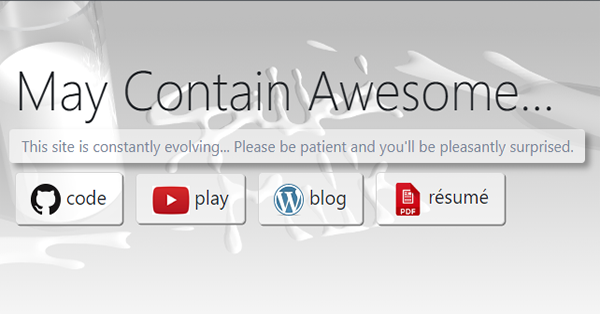 May Contain Awesome...
This site is constantly evolving... Please be patient and you'll be pleasantly surprised.
code play blog PDF résumé